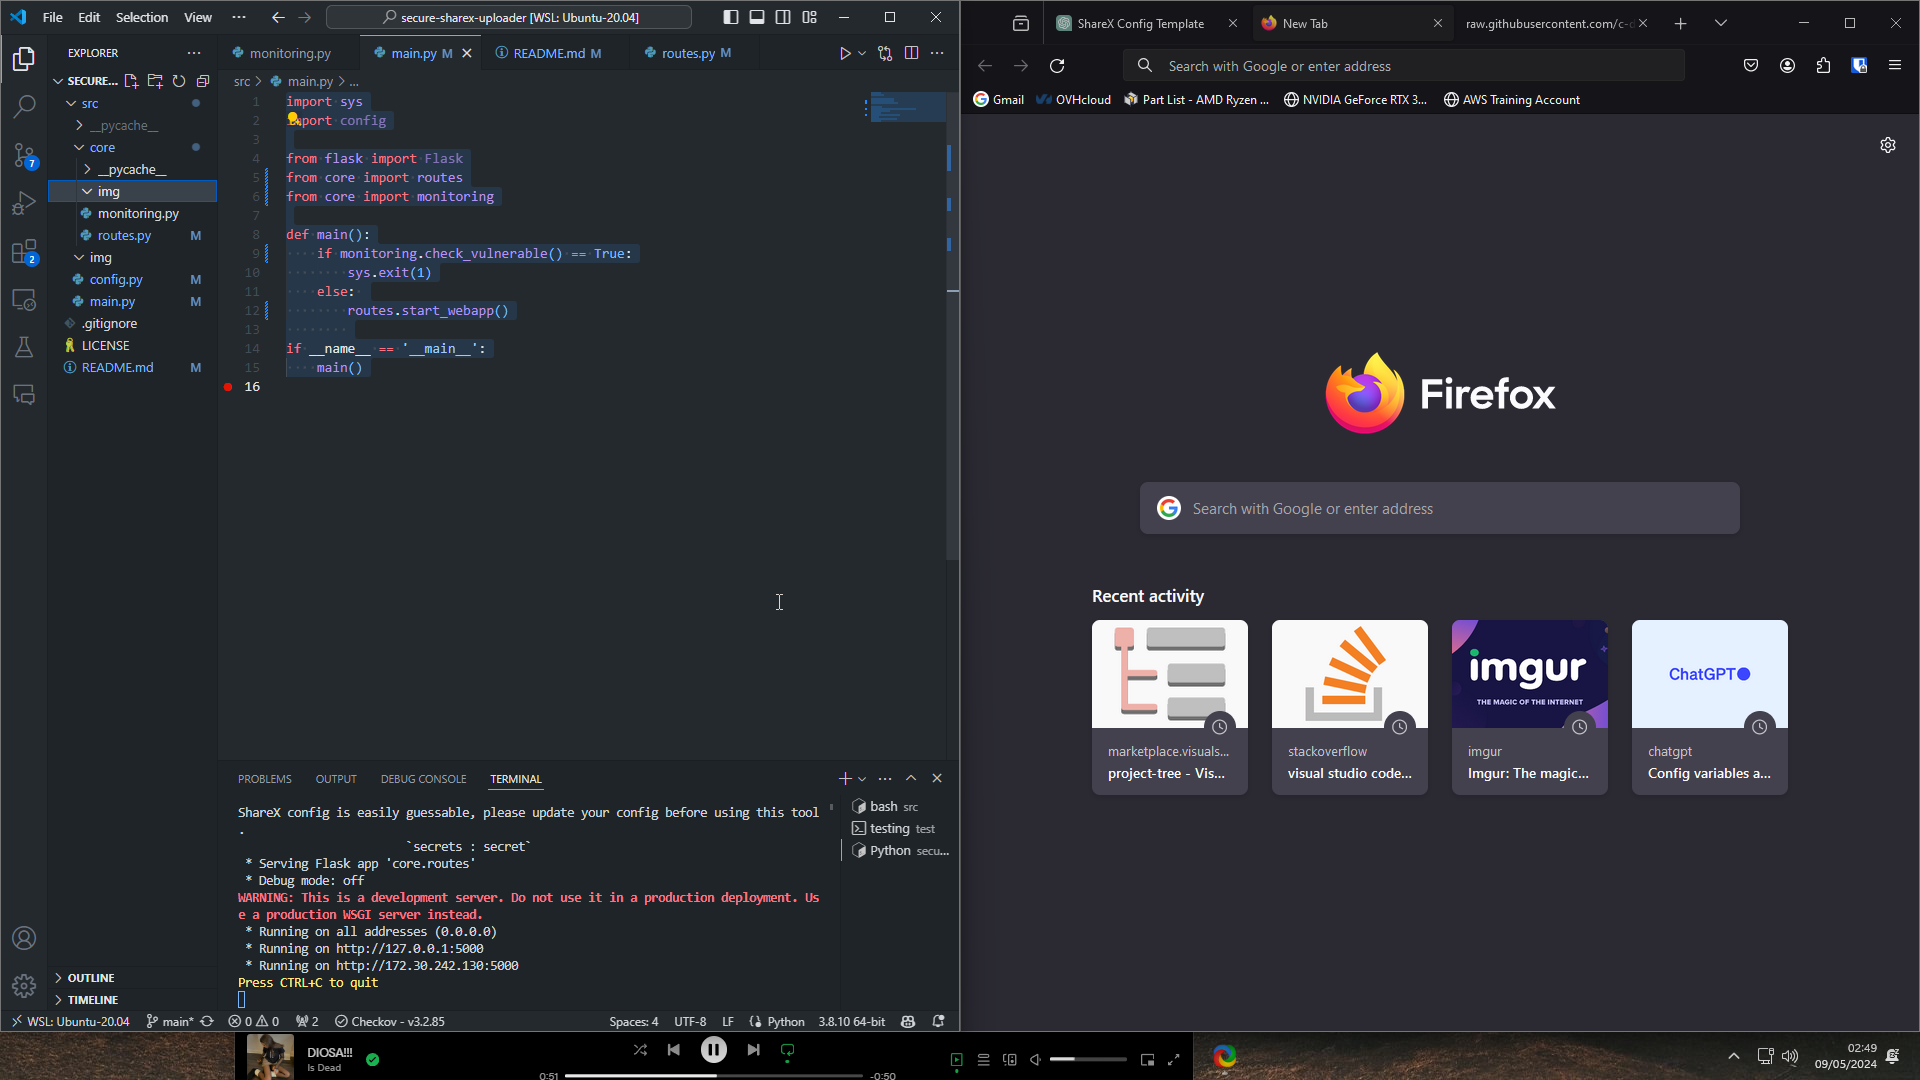 File Edit Selection View ··· secure-sharex-uploader [WSL: Ubuntu-20.04]
EXPLORER
SECURE...
src
__pycache__
core
__pycache__
img
monitoring.py
routes.py M
img
config.py M
main.py M
.gitignore
LICENSE
README.md M
OUTLINE
TIMELINE
7
2
monitoring.py main.py M README.md M routes.py M
src > main.py > ...
1 import sys
2 import config
3
4 from flask import Flask
5 from core import routes
6 from core import monitoring
7
8 def main():
9 if monitoring.check_vulnerable() == True:
10 sys.exit(1)
11 else:
12 routes.start_webapp()
13
14 if __name__ == '__main__':
15 main()
16
PROBLEMS OUTPUT DEBUG CONSOLE TERMINAL
ShareX config is easily guessable, please update your config before using this tool
.
`secrets : secret`
* Serving Flask app 'core.routes'
* Debug mode: off
WARNING: This is a development server. Do not use it in a production deployment. Us
e a production WSGI server instead.
* Running on all addresses (0.0.0.0)
* Running on http://127.0.0.1:5000
* Running on http://172.30.242.130:5000
Press CTRL+C to quit
bash src
testing test
Python secu...
WSL: Ubuntu-20.04 main* 0 0 2 Checkov - v3.2.85 Spaces: 4 UTF-8 LF Python 3.8.10 64-bit
ShareX Config Template New Tab raw.githubusercontent.com/c-d
Search with Google or enter address
Gmail OVHcloud Part List - AMD Ryzen ... NVIDIA GeForce RTX 3... AWS Training Account
Firefox
Search with Google or enter address
Recent activity
imgur
THE MAGIC OF THE INTERNET
ChatGPT
marketplace.visuals...
project-tree - Vis...
stackoverflow
visual studio code...
imgur
Imgur: The magic...
chatgpt
Config variables a...
DIOSA!!!
Is Dead
0:51 -0:50
02:49
09/05/2024